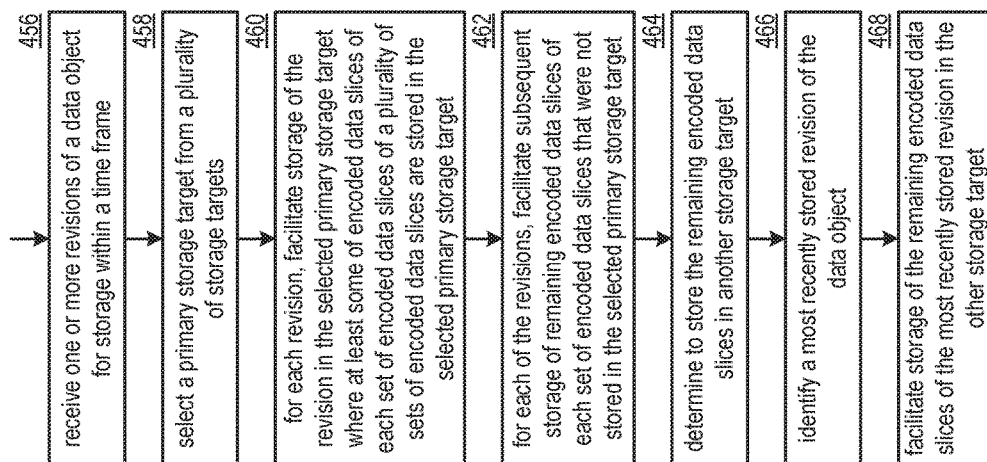 456
receive one or more revisions of a data object
for storage within a time frame
458
select a primary storage target from a plurality
of storage targets
460
for each revision, facilitate storage of the
revision in the selected primary storage target
where at least some of encoded data slices of
each set of encoded data slices of a plurality of
sets of encoded data slices are stored in the
selected primary storage target
462
for each of the revisions, facilitate subsequent
storage of remaining encoded data slices of
each set of encoded data slices that were not
stored in the selected primary storage target
464
determine to store the remaining encoded data
slices in another storage target
466
identify a most recently stored revision of the
data object
468
facilitate storage of the remaining encoded data
slices of the most recently stored revision in the
other storage target